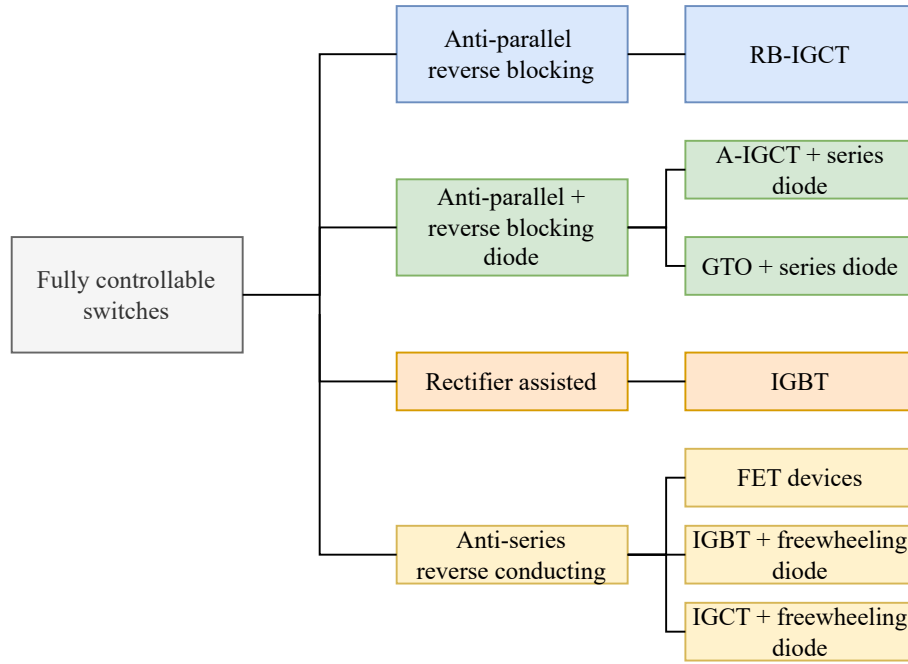 Fully controllable
switches
Anti-parallel
reverse blocking
RB-IGCT
Anti-parallel +
reverse blocking
diode
A-IGCT + series
diode
GTO + series diode
Rectifier assisted
IGBT
Anti-series
reverse conducting
FET devices
IGBT + freewheeling
diode
IGCT + freewheeling
diode